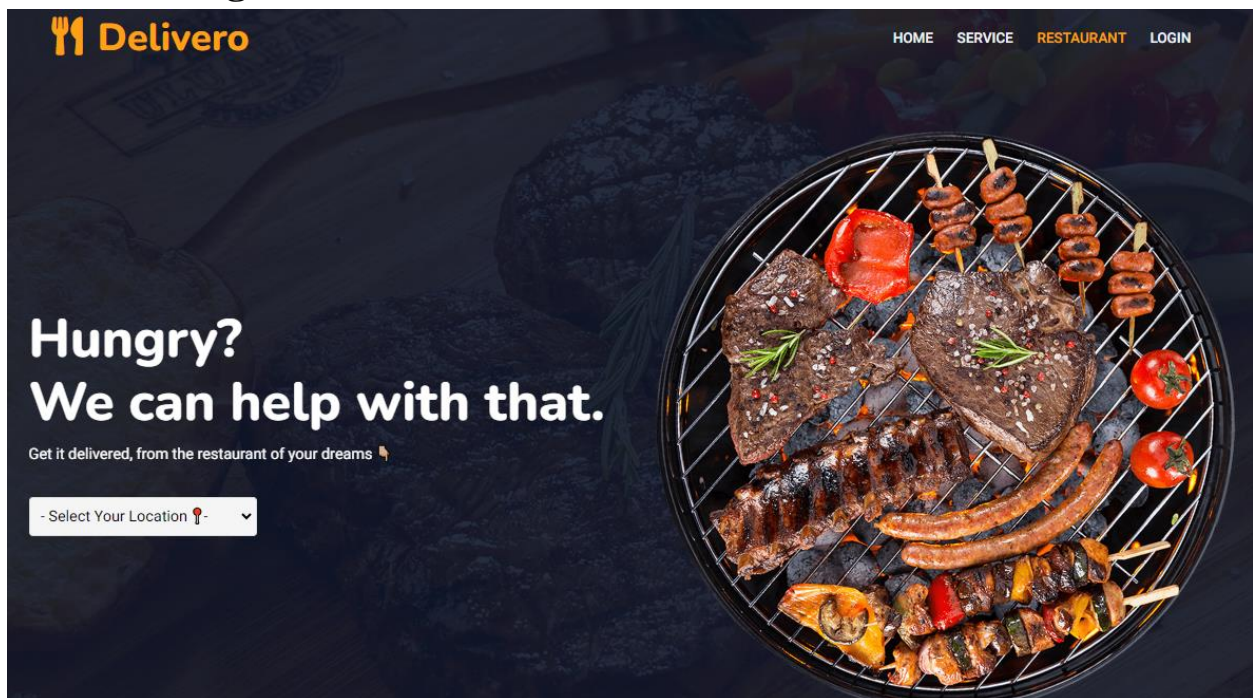 Delivero
HOME SERVICE RESTAURANT LOGIN
Hungry?
We can help with that.
Get it delivered, from the restaurant of your dreams 👇🏽
- Select Your Location 📍-